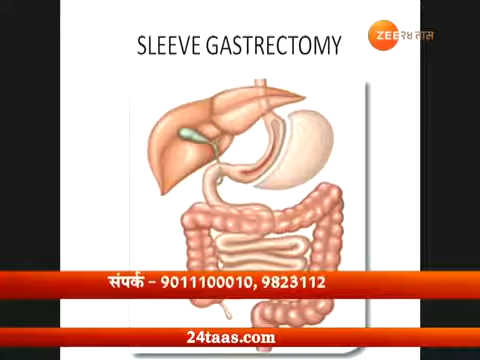 SLEEVE GASTRECTOMY
ZEE २४ तास
संपर्क – 9011100010, 9823112
24taas.com